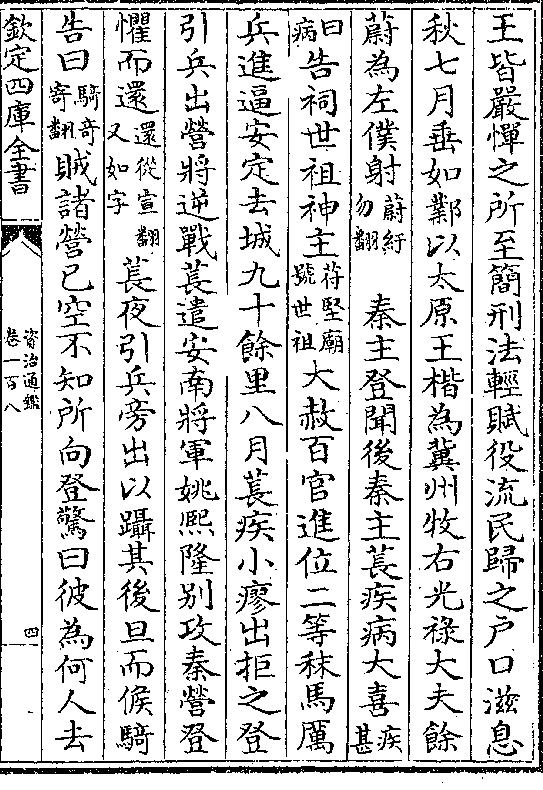 王皆嚴憚之所至簡刑法輕賦役流民歸之户口滋息
秋七月垂如鄴以太原王楷為冀州牧右光禄大夫餘
蔚為左僕射蔚紆勿翻　秦主登聞後秦主萇疾病大喜疾甚
曰病告祠世祖神主苻堅廟號世祖大赦百官進位二等秣馬厲
兵進逼安定去城九十餘里八月萇疾小瘳出拒之登
引兵出營將逆戰萇遣安南將軍姚熙隆别攻秦營登
懼而還還從宣翻又如字萇夜引兵旁出以躡其後旦而候騎
告曰騎奇寄翻賊諸營已空不知所向登驚曰彼為何人去
欽定四庫全書
資治通鑑
卷一百八
四